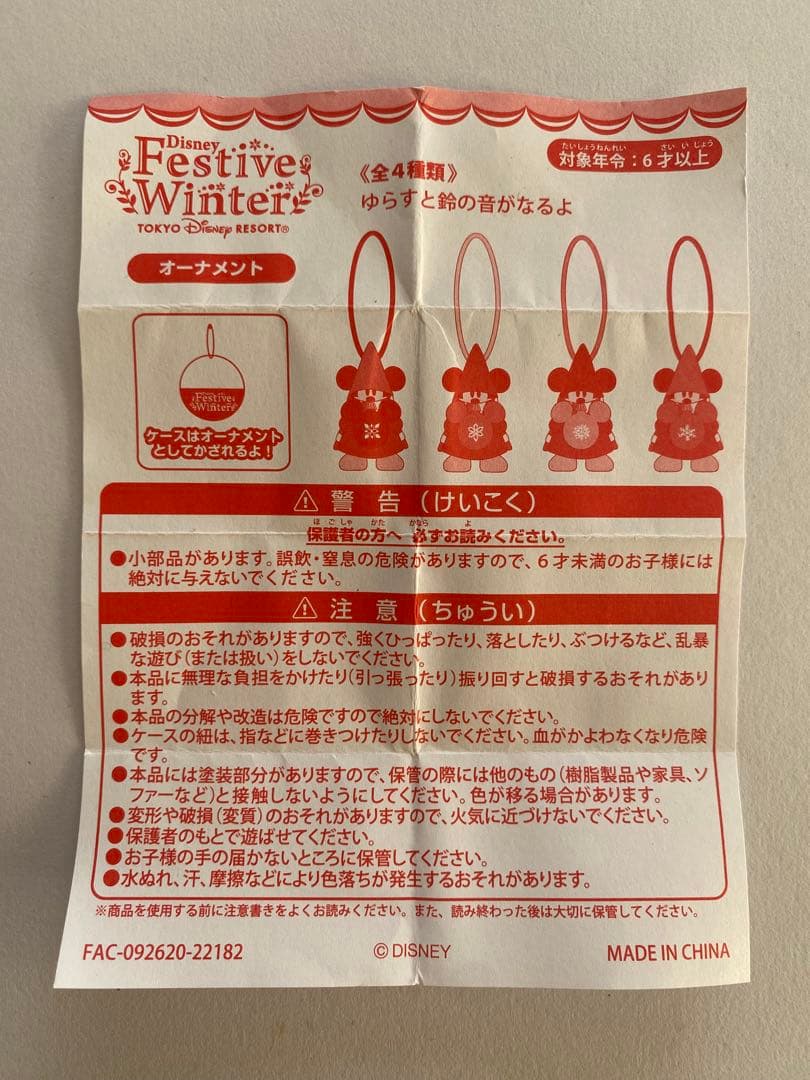 Disney
Festive
Winter
TOKYO Disney RESORT®
たいしょうねんれい さい いじょう
対象年令：6才以上
《全4種類》
ゆらすと鈴の音がなるよ
オーナメント
Festive
Winter
ケースはオーナメント
としてかざれるよ！
⚠ 警告（けいこく）
ほごしゃ かた かなら よ
保護者の方へ 必ずお読みください。
●小部品があります。誤飲・窒息の危険がありますので、6才未満のお子様には
絶対に与えないでください。
⚠ 注意（ちゅうい）
●破損のおそれがありますので、強くひっぱったり、落としたり、ぶつけるなど、乱暴
な遊び（または扱い）をしないでください。
●本品に無理な負担をかけたり（引っ張ったり）振り回すと破損するおそれがあり
ます。
●本品の分解や改造は危険ですので絶対にしないでください。
●ケースの紐は、指などに巻きつけたりしないでください。血がかよわなくなり危険
です。
●本品には塗装部分がありますので、保管の際には他のもの（樹脂製品や家具、ソ
ファーなど）と接触しないようにしてください。色が移る場合があります。
●変形や破損（変質）のおそれがありますので、火気に近づけないでください。
●保護者のもとで遊ばせてください。
●お子様の手の届かないところに保管してください。
●水ぬれ、汗、摩擦などにより色落ちが発生するおそれがあります。
※商品を使用する前に注意書きをよくお読みください。また、読み終わった後は大切に保管してください。
FAC-092620-22182
© DISNEY
MADE IN CHINA